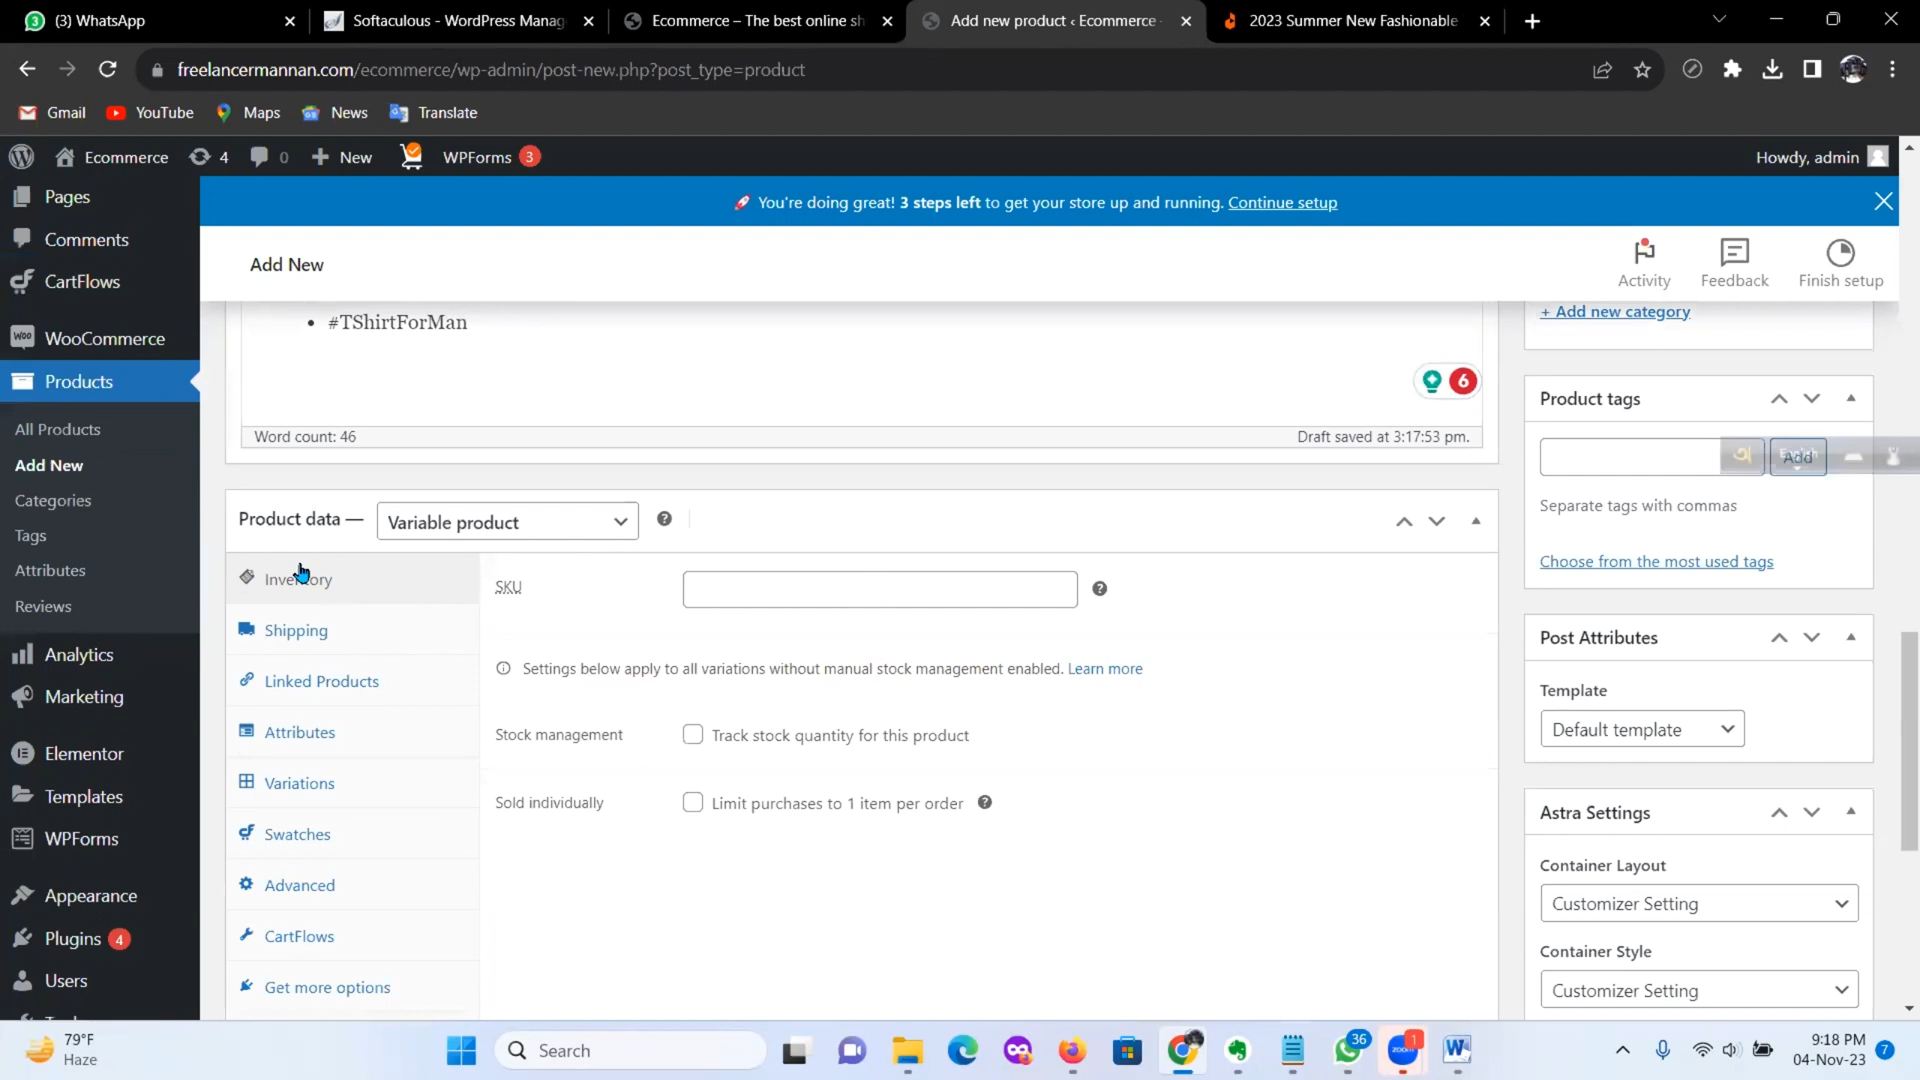 (3) WhatsApp
Softaculous - WordPress Manag
Ecommerce – The best online sh
Add new product ‹ Ecommerce
2023 Summer New Fashionable
freelancermannan.com/ecommerce/wp-admin/post-new.php?post_type=product
Gmail
YouTube
Maps
News
Translate
Ecommerce
4
0
New
WPForms 3
Howdy, admin
You're doing great! 3 steps left to get your store up and running. Continue setup
Add New
Activity
Feedback
Finish setup
Pages
Comments
CartFlows
WooCommerce
Products
All Products
Add New
Categories
Tags
Attributes
Reviews
Analytics
Marketing
Elementor
Templates
WPForms
Appearance
Plugins 4
Users
• #TShirtForMan
6
Word count: 46
Draft saved at 3:17:53 pm.
Product data — Variable product
Inventory
Shipping
Linked Products
Attributes
Variations
Swatches
Advanced
CartFlows
Get more options
SKU
Settings below apply to all variations without manual stock management enabled. Learn more
Stock management
Track stock quantity for this product
Sold individually
Limit purchases to 1 item per order
+ Add new category
Product tags
Add
Separate tags with commas
Choose from the most used tags
Post Attributes
Template
Default template
Astra Settings
Container Layout
Customizer Setting
Container Style
Customizer Setting
79°F
Haze
Search
36
1
9:18 PM
04-Nov-23
7